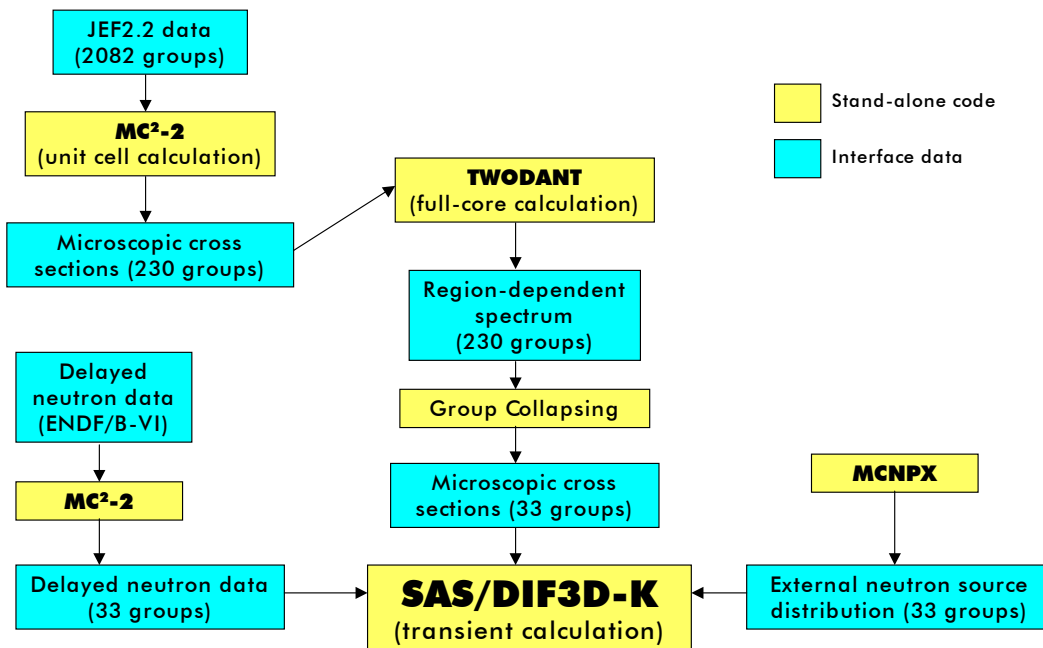 JEF2.2 data
(2082 groups)
MC²-2
(unit cell calculation)
Microscopic cross
sections (230 groups)
TWODANT
(full-core calculation)
Region-dependent
spectrum
(230 groups)
Group Collapsing
Microscopic cross
sections (33 groups)
Stand-alone code
Interface data
Delayed
neutron data
(ENDF/B-VI)
MC²-2
Delayed neutron data
(33 groups)
SAS/DIF3D-K
(transient calculation)
MCNPX
External neutron source
distribution (33 groups)